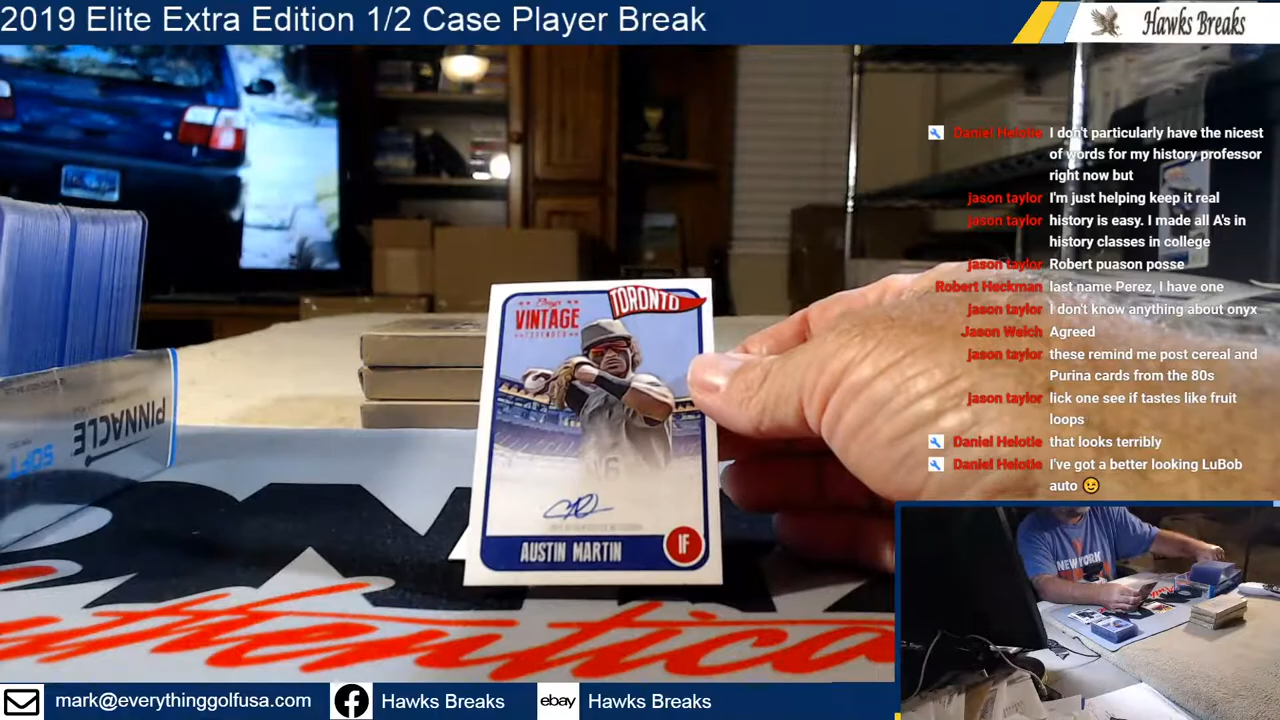 2019 Elite Extra Edition 1/2 Case Player Break
Hawks Breaks
Daniel Helotie I don't particularly have the nicest
of words for my history professor
right now but
jason taylor I'm just helping keep it real
jason taylor history is easy. I made all A's in
history classes in college
jason taylor Robert puason posse
Robert Heckman last name Perez, I have one
jason taylor I don't know anything about onyx
Jason Welch Agreed
jason taylor these remind me post cereal and
Purina cards from the 80s
jason taylor lick one see if tastes like fruit
loops
Daniel Helotie that looks terribly
Daniel Helotie I've got a better looking LuBob
auto 😉
TORONTO
Onyx
VINTAGE
EXTENDED
AUSTIN MARTIN
IF
PINNACLE
SOFT
Authentica
NEW YORK
mark@everythinggolfusa.com
Hawks Breaks
ebay
Hawks Breaks